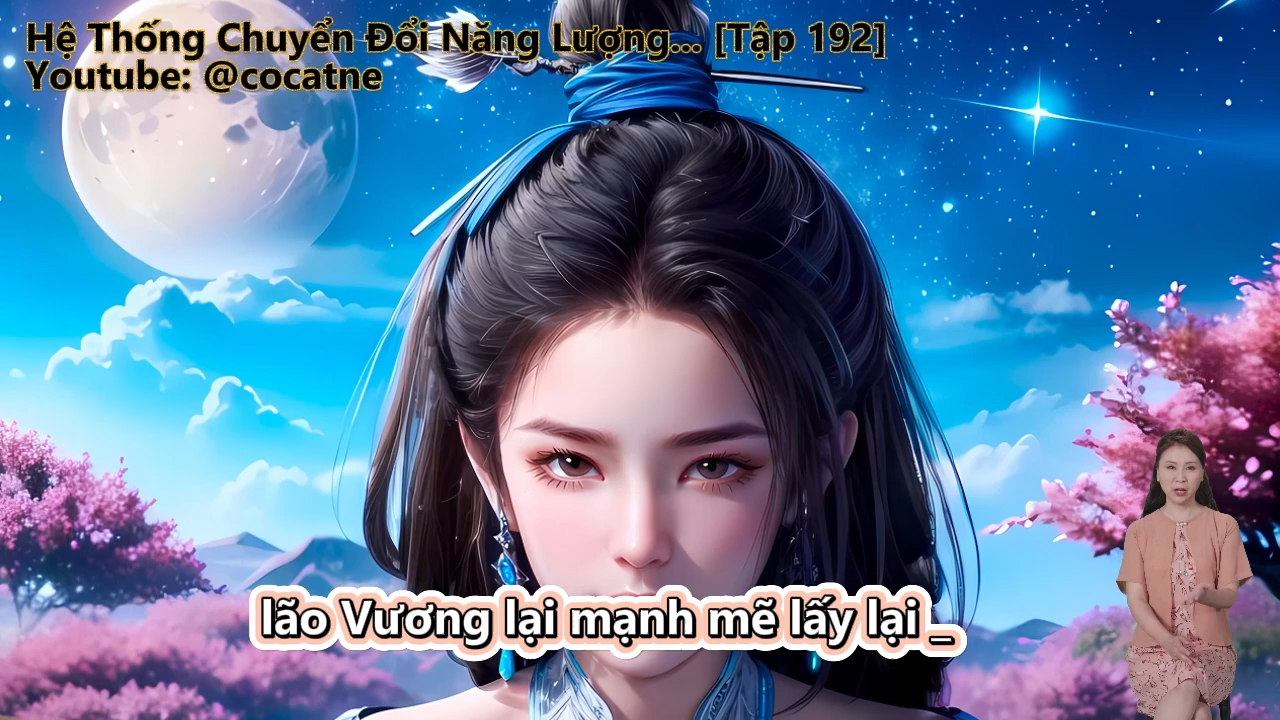 Hệ Thống Chuyển Đổi Năng Lượng... [Tập 192]
Youtube: @cocatne
lão Vương lại mạnh mẽ lấy lại _